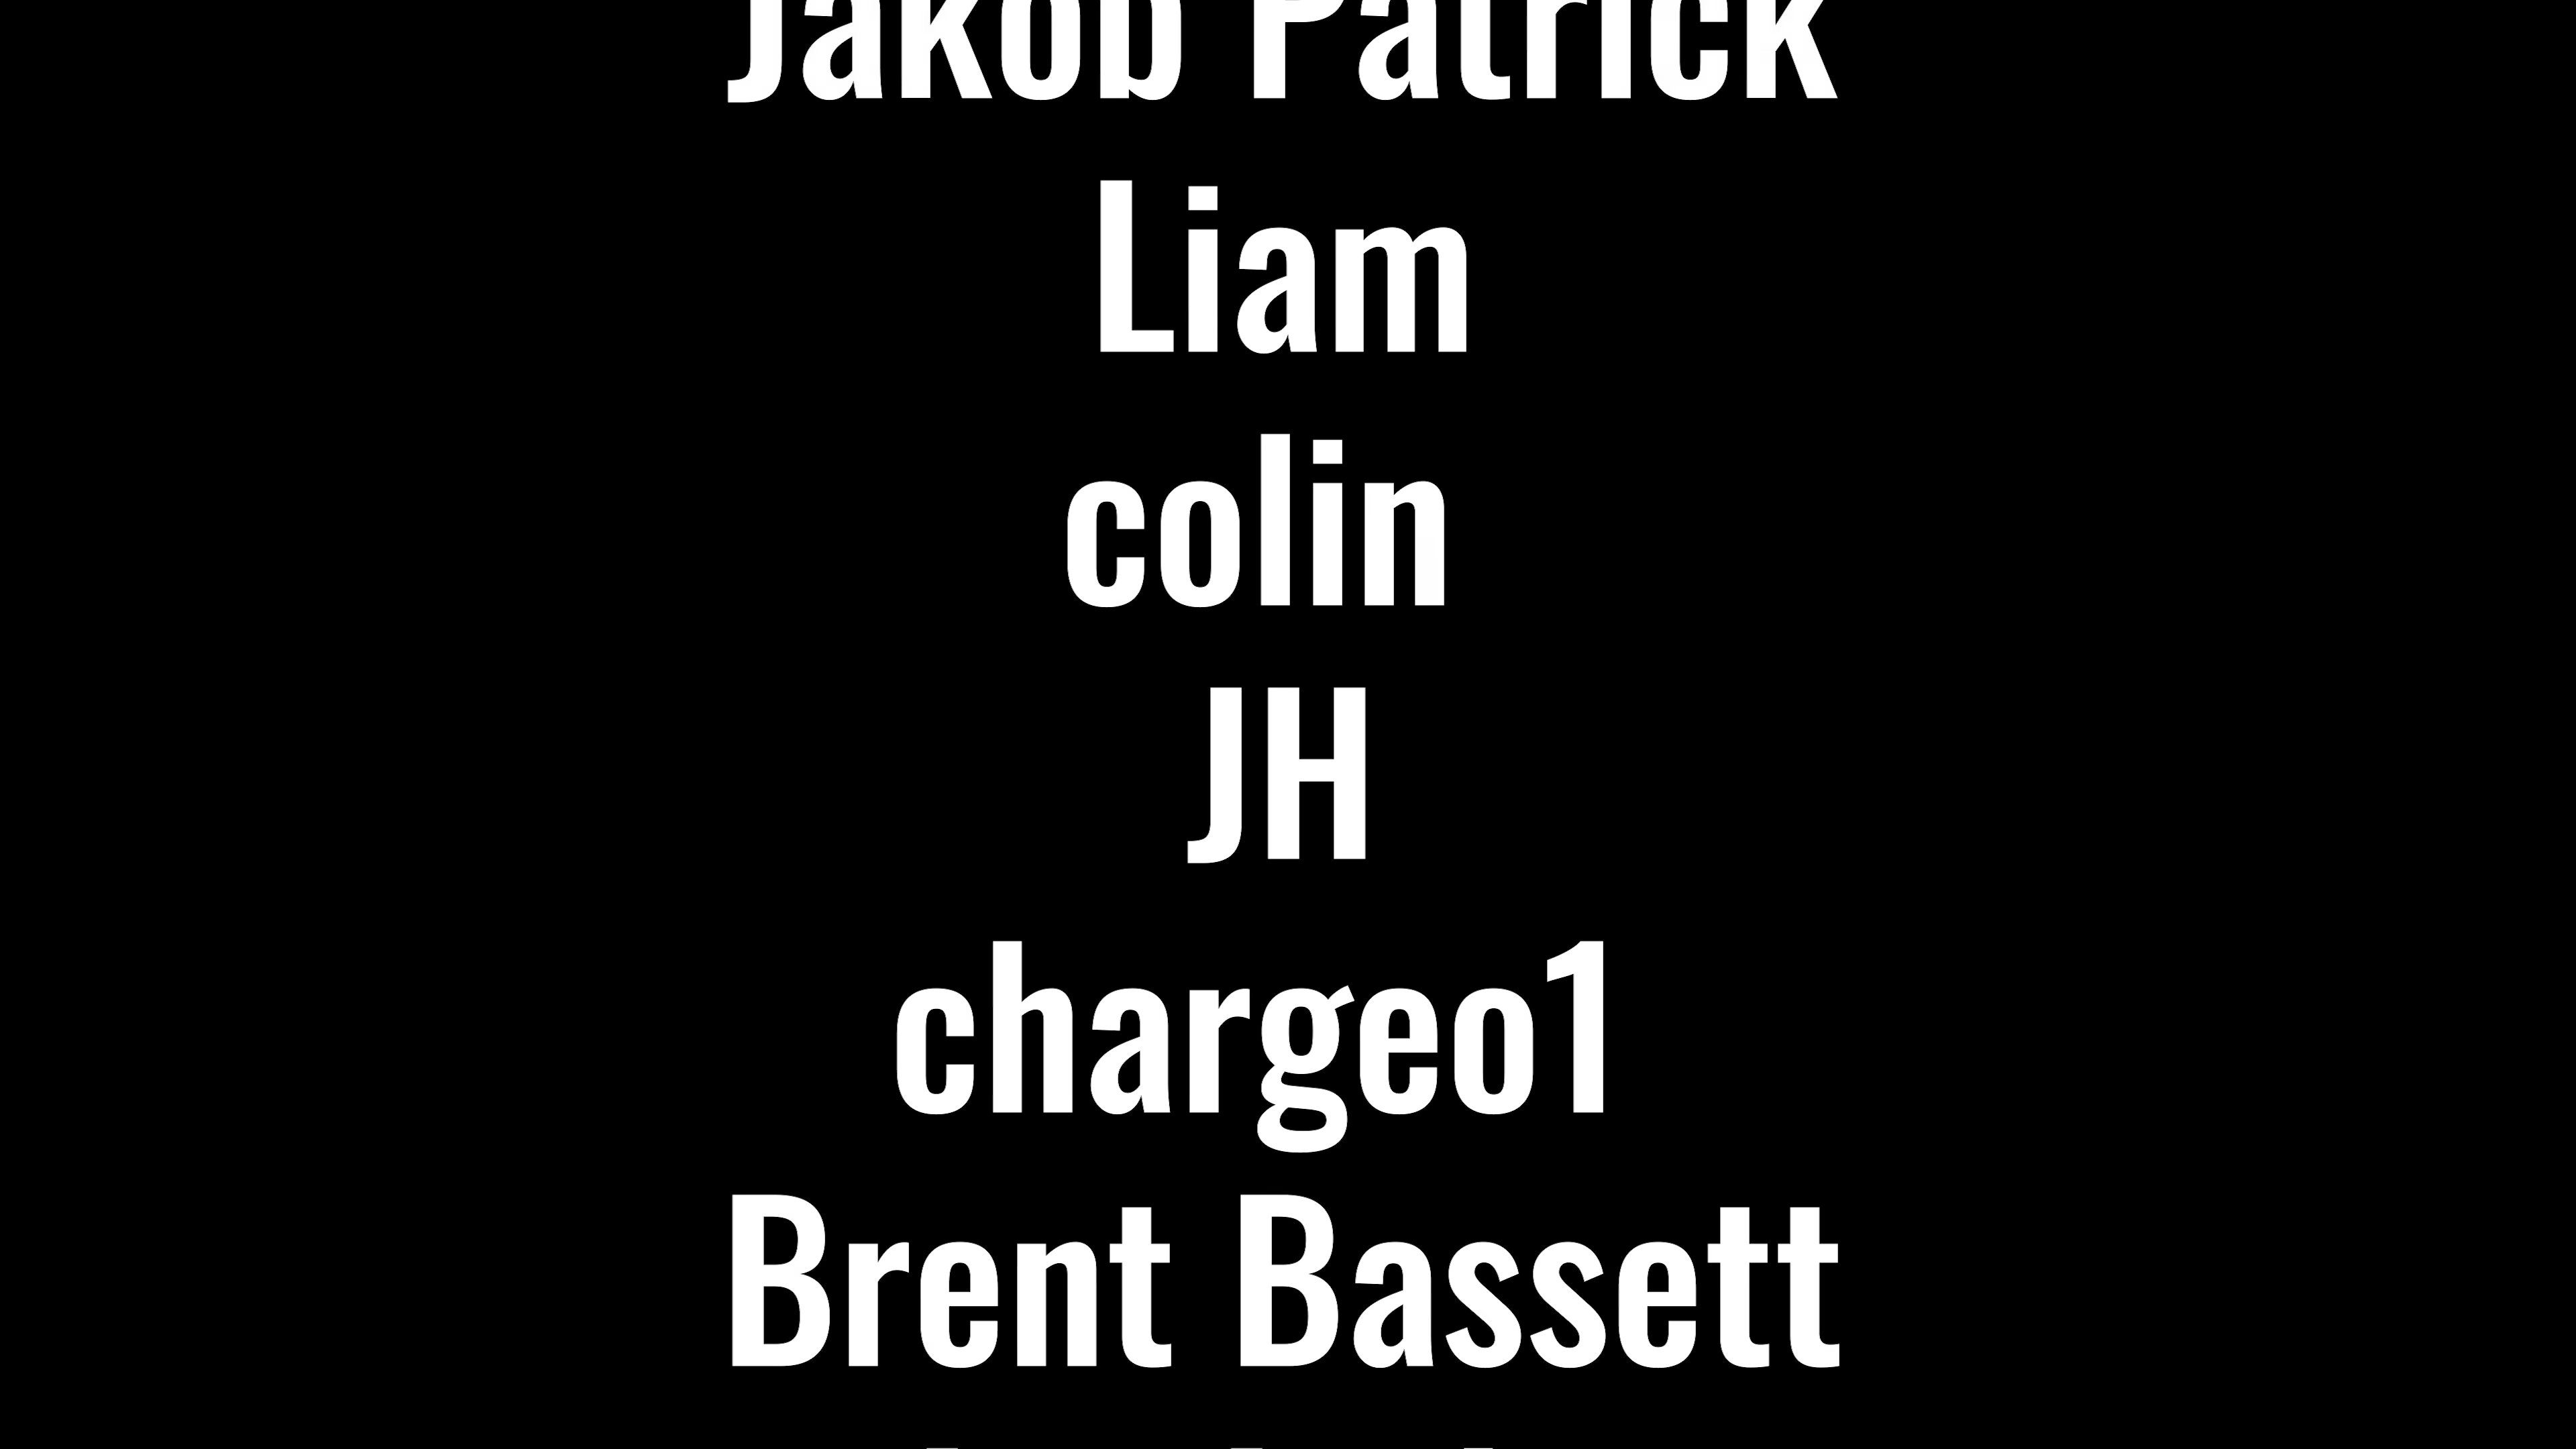 Jakob Patrick
Liam
colin
JH
chargeo1
Brent Bassett